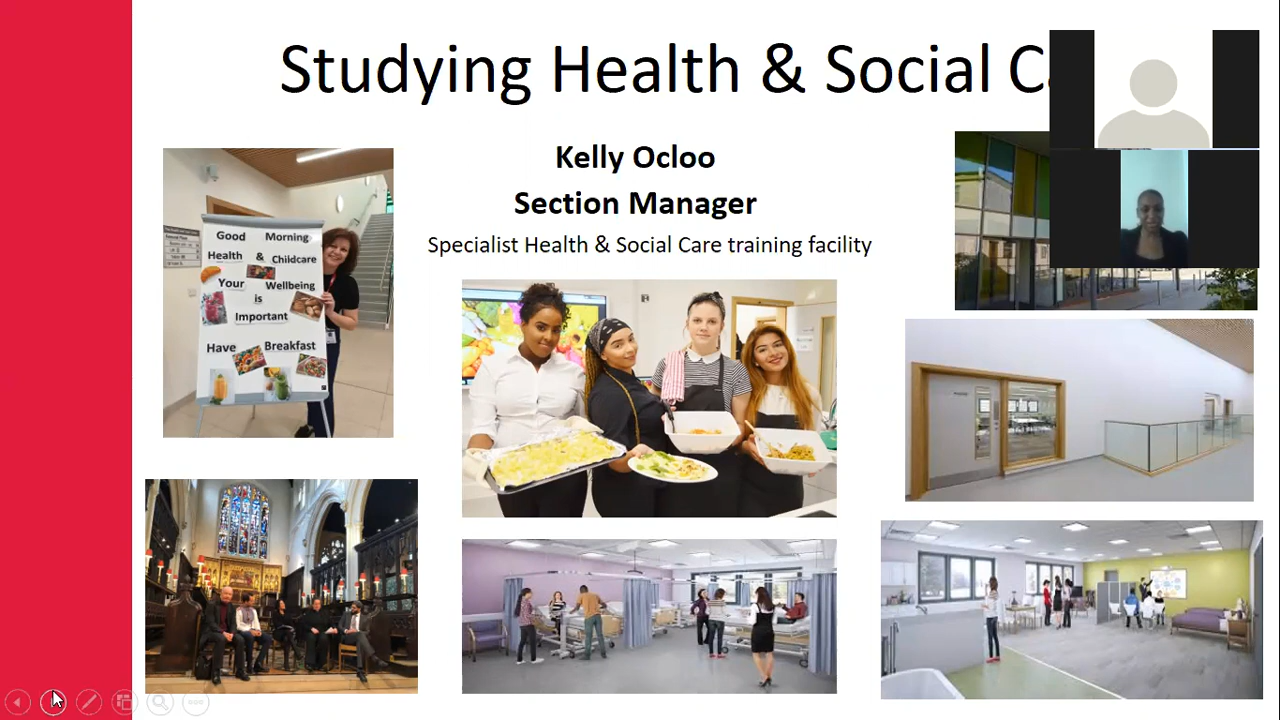 Studying Health & Social Ca
Kelly Ocloo
Section Manager
Specialist Health & Social Care training facility
Good Morning
Health & Childcare
Your Wellbeing
is
Important
Have Breakfast